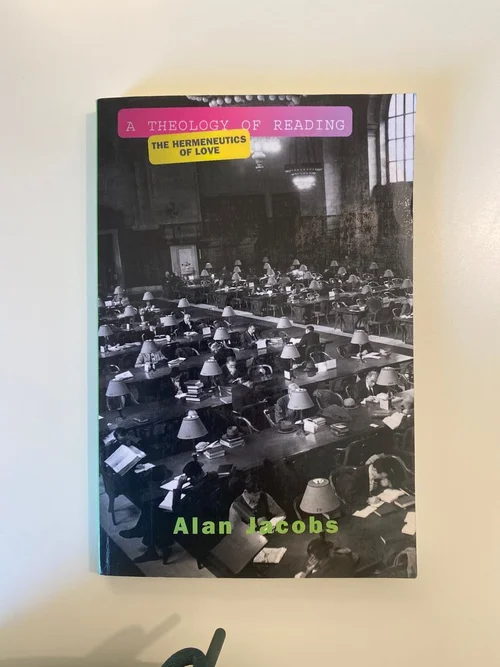 A THEOLOGY OF READING
THE HERMENEUTICS
OF LOVE
Alan Jacobs